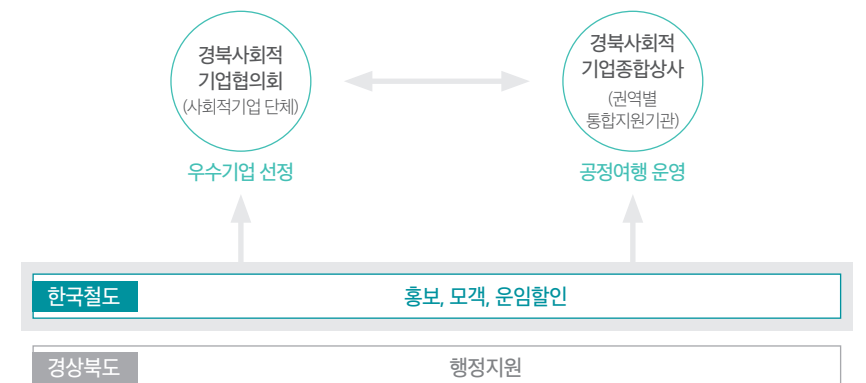 경북사회적
기업협의회
(사회적기업 단체)
우수기업 선정
경북사회적
기업종합상사
(권역별
통합지원기관)
공정여행 운영
한국철도 홍보, 모객, 운임할인
경상북도 행정지원